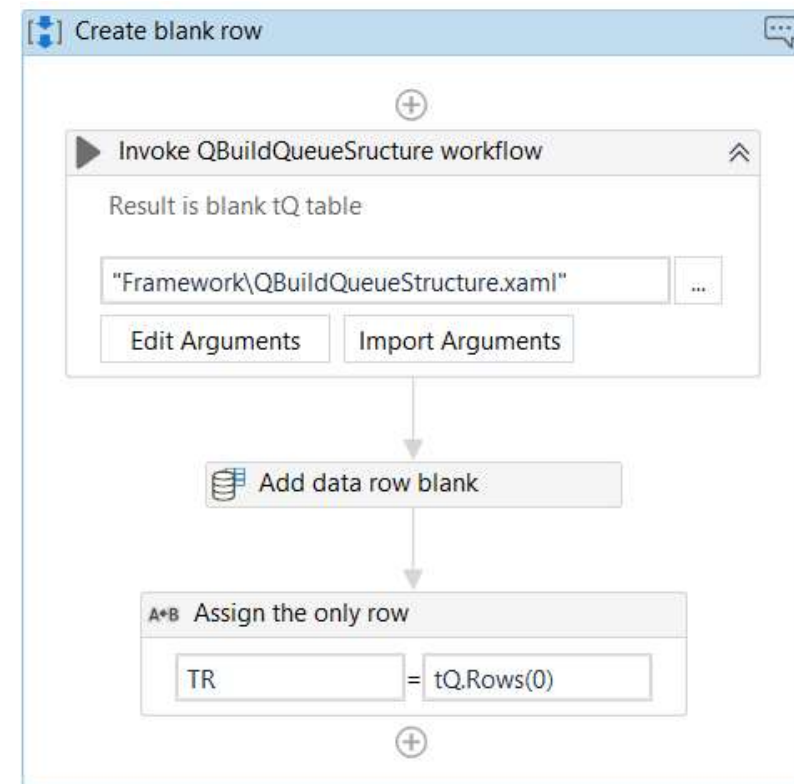 Create blank row
Invoke QBuildQueueSructure workflow
Result is blank tQ table
"Framework\QBuildQueueStructure.xaml"
...
Edit Arguments
Import Arguments
Add data row blank
A+B Assign the only row
TR = tQ.Rows(0)